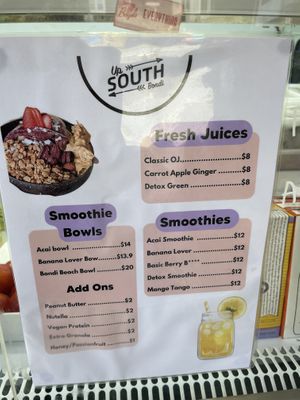 EVERYTHING
Up
SOUTH
Bondi
Fresh Juices
Classic OJ..................$8
Carrot Apple Ginger.........$8
Detox Green.................$8
Smoothie
Bowls
Acai bowl ..................$14
Banana Lover Bow............$13.9
Bondi Beach Bowl............$20
Add Ons
Peanut Butter ..............$2
Nutella ....................$2
Vegan Protein ..............$2
Extra Granola ..............$2
Honey/Passionfruit .........$1
Smoothies
Acai Smoothie ..............$12
Banana Lover ...............$12
Basic Berry B**** ..........$12
Detox Smoothie .............$12
Mango Tango ................$12